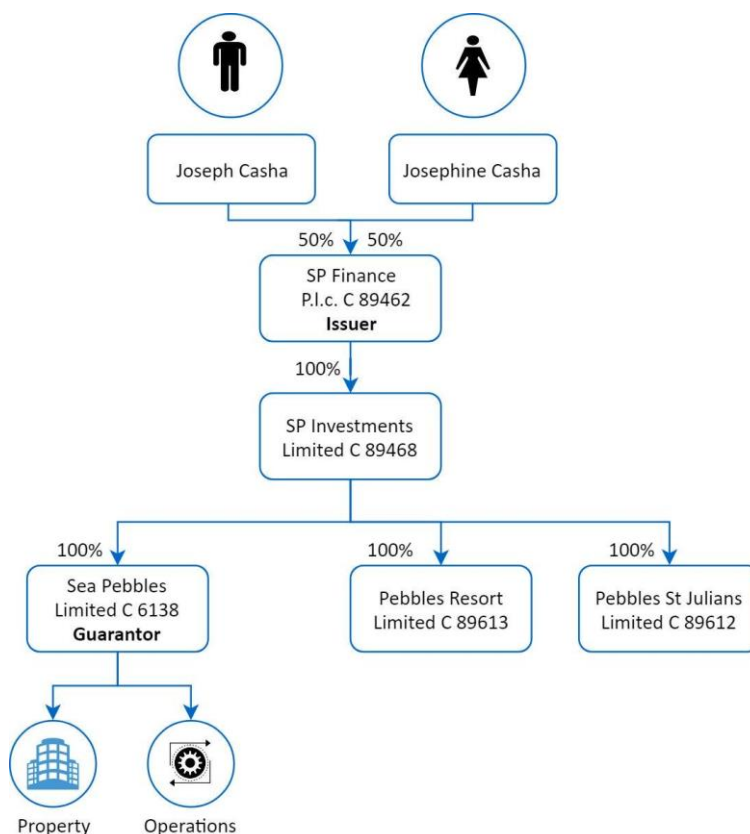 Joseph Casha
Josephine Casha
50%
50%
SP Finance
P.l.c. C 89462
Issuer
100%
SP Investments
Limited C 89468
100%
100%
100%
Sea Pebbles
Limited C 6138
Guarantor
Pebbles Resort
Limited C 89613
Pebbles St Julians
Limited C 89612
Property
Operations